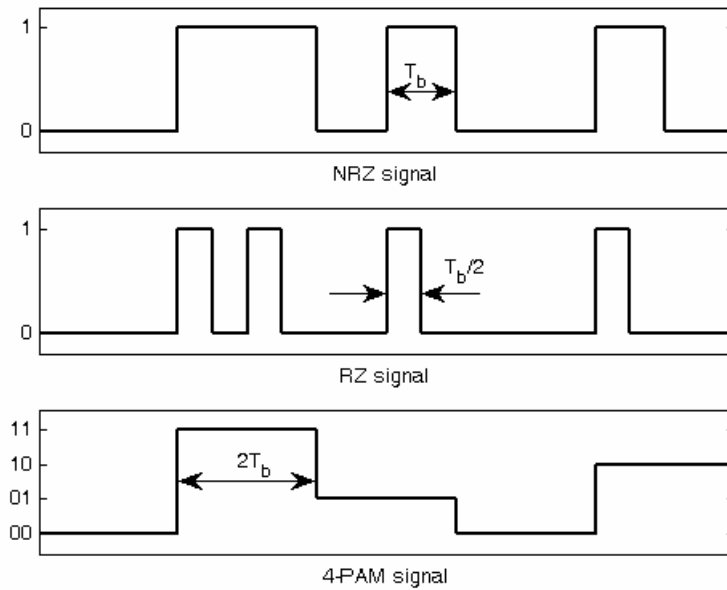 1
T_b
0
NRZ signal
1
T_b/2
0
RZ signal
11
2T_b
10
01
00
4-PAM signal